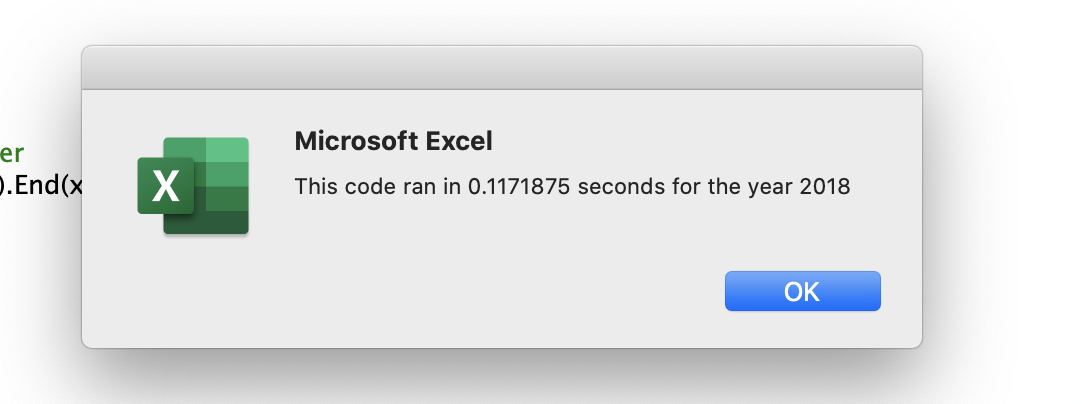 Microsoft Excel
er
).End(x
This code ran in 0.1171875 seconds for the year 2018
X
OK